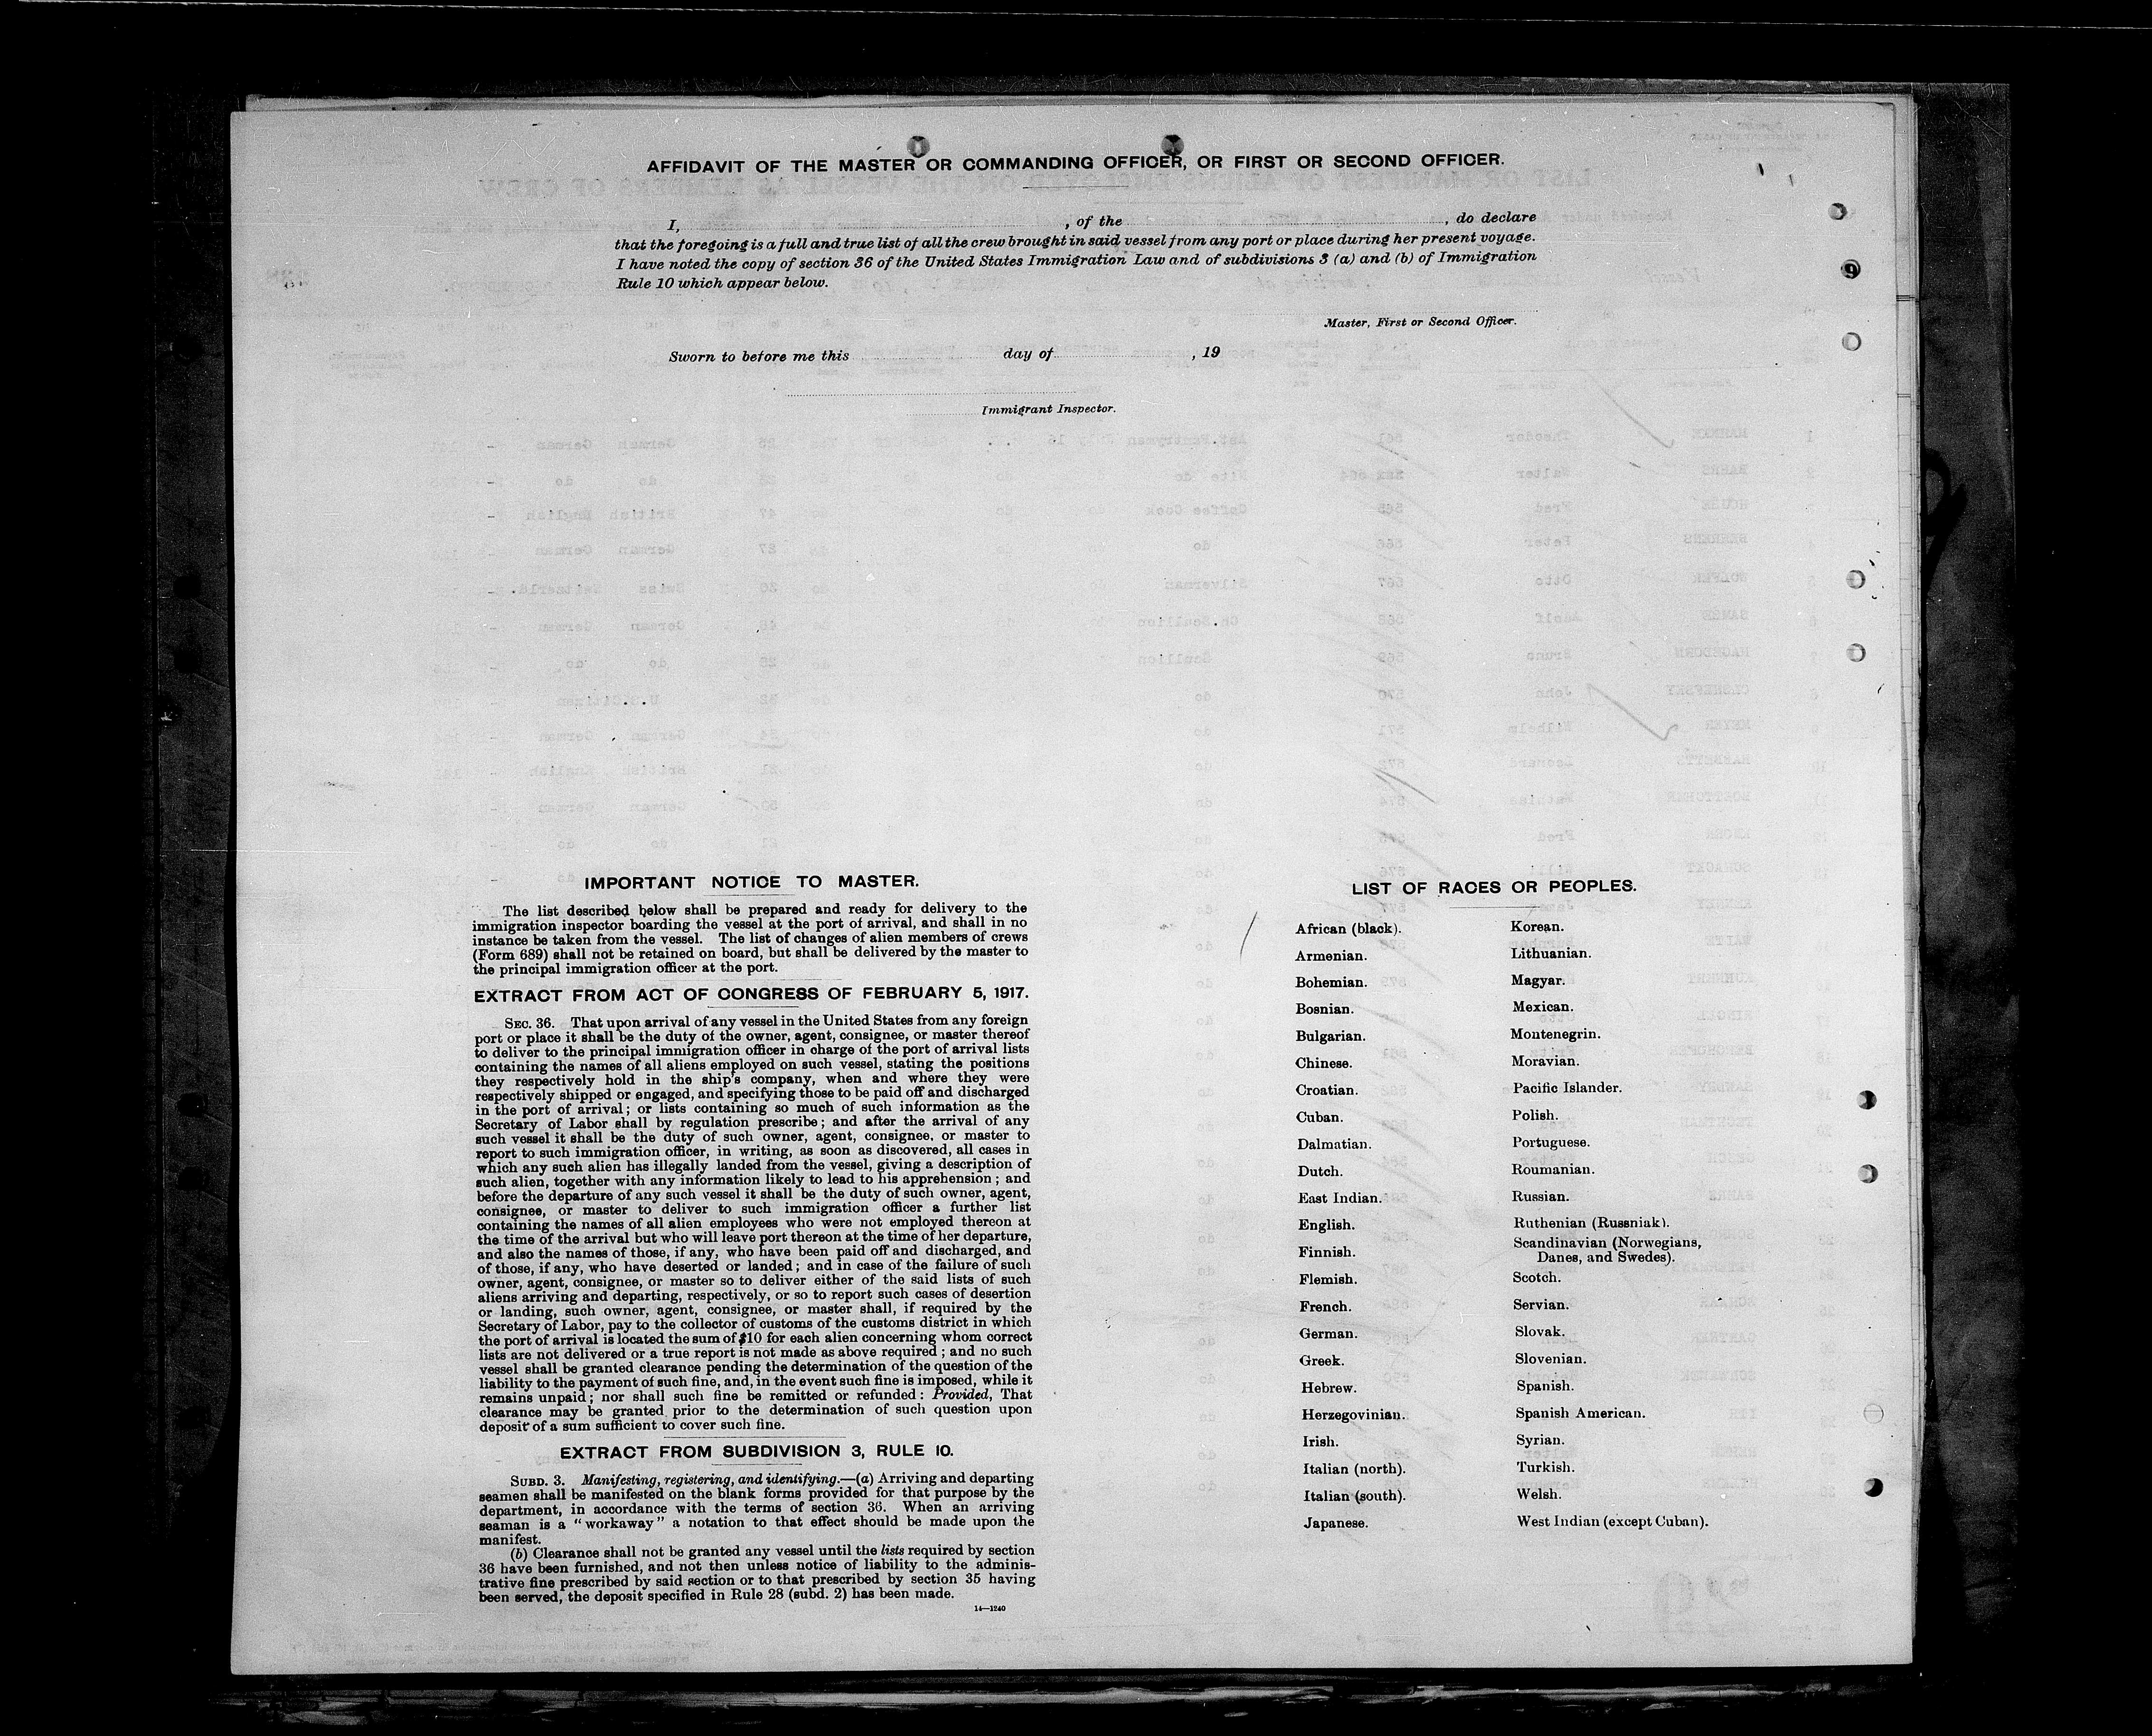 AFFIDAVIT OF THE MASTER OR COMMANDING OFFICER, OR FIRST OR SECOND OFFICER.
I, , of the , do declare
that the foregoing is a full and true list of all the crew brought in said vessel from any port or place during her present voyage.
I have noted the copy of section 36 of the United States Immigration Law and of subdivisions 3 (a) and (b) of Immigration
Rule 10 which appear below.
Master, First or Second Officer.
Sworn to before me this day of , 19
Immigrant Inspector.
IMPORTANT NOTICE TO MASTER.
The list described below shall be prepared and ready for delivery to the
immigration inspector boarding the vessel at the port of arrival, and shall in no
instance be taken from the vessel. The list of changes of alien members of crews
(Form 689) shall not be retained on board, but shall be delivered by the master to
the principal immigration officer at the port.
EXTRACT FROM ACT OF CONGRESS OF FEBRUARY 5, 1917.
SEC. 36. That upon arrival of any vessel in the United States from any foreign
port or place it shall be the duty of the owner, agent, consignee, or master thereof
to deliver to the principal immigration officer in charge of the port of arrival lists
containing the names of all aliens employed on such vessel, stating the positions
they respectively hold in the ship's company, when and where they were
respectively shipped or engaged, and specifying those to be paid off and discharged
in the port of arrival; or lists containing so much of such information as the
Secretary of Labor shall by regulation prescribe; and after the arrival of any
such vessel it shall be the duty of such owner, agent, consignee, or master to
report to such immigration officer, in writing, as soon as discovered, all cases in
which any such alien has illegally landed from the vessel, giving a description of
such alien, together with any information likely to lead to his apprehension; and
before the departure of any such vessel it shall be the duty of such owner, agent,
consignee, or master to deliver to such immigration officer a further list
containing the names of all alien employees who were not employed thereon at
the time of the arrival but who will leave port thereon at the time of her departure,
and also the names of those, if any, who have been paid off and discharged, and
of those, if any, who have deserted or landed; and in case of the failure of such
owner, agent, consignee, or master so to deliver either of the said lists of such
aliens arriving and departing, respectively, or so to report such cases of desertion
or landing, such owner, agent, consignee, or master shall, if required by the
Secretary of Labor, pay to the collector of customs of the customs district in which
the port of arrival is located the sum of $10 for each alien concerning whom correct
lists are not delivered or a true report is not made as above required; and no such
vessel shall be granted clearance pending the determination of the question of the
liability to the payment of such fine, and, in the event such fine is imposed, while it
remains unpaid; nor shall such fine be remitted or refunded: Provided, That
clearance may be granted prior to the determination of such question upon
deposit of a sum sufficient to cover such fine.
EXTRACT FROM SUBDIVISION 3, RULE 10.
SUBD. 3. Manifesting, registering, and identifying.—(a) Arriving and departing
seamen shall be manifested on the blank forms provided for that purpose by the
department, in accordance with the terms of section 36. When an arriving
seaman is a "workaway" a notation to that effect should be made upon the
manifest.
(b) Clearance shall not be granted any vessel until the lists required by section
36 have been furnished, and not then unless notice of liability to the adminis-
trative fine prescribed by said section or to that prescribed by section 35 having
been served, the deposit specified in Rule 28 (subd. 2) has been made.
14—1240
LIST OF RACES OR PEOPLES.
African (black).
Armenian.
Bohemian.
Bosnian.
Bulgarian.
Chinese.
Croatian.
Cuban.
Dalmatian.
Dutch.
East Indian.
English.
Finnish.
Flemish.
French.
German.
Greek.
Hebrew.
Herzegovinian.
Irish.
Italian (north).
Italian (south).
Japanese.
Korean.
Lithuanian.
Magyar.
Mexican.
Montenegrin.
Moravian.
Pacific Islander.
Polish.
Portuguese.
Roumanian.
Russian.
Ruthenian (Russniak).
Scandinavian (Norwegians,
Danes, and Swedes).
Scotch.
Servian.
Slovak.
Slovenian.
Spanish.
Spanish American.
Syrian.
Turkish.
Welsh.
West Indian (except Cuban).